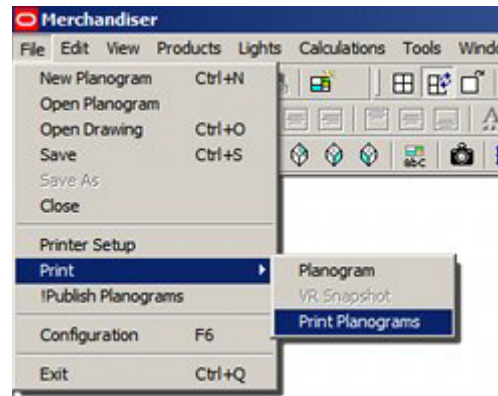 Merchandiser
File Edit View Products Lights Calculations Tools
New Planogram Ctrl+N
Open Planogram
Open Drawing Ctrl+O
Save Ctrl+S
Save As
Close
Printer Setup
Print
!Publish Planograms
Configuration F6
Exit Ctrl+Q
abc
Planogram
VR Snapshot
Print Planograms